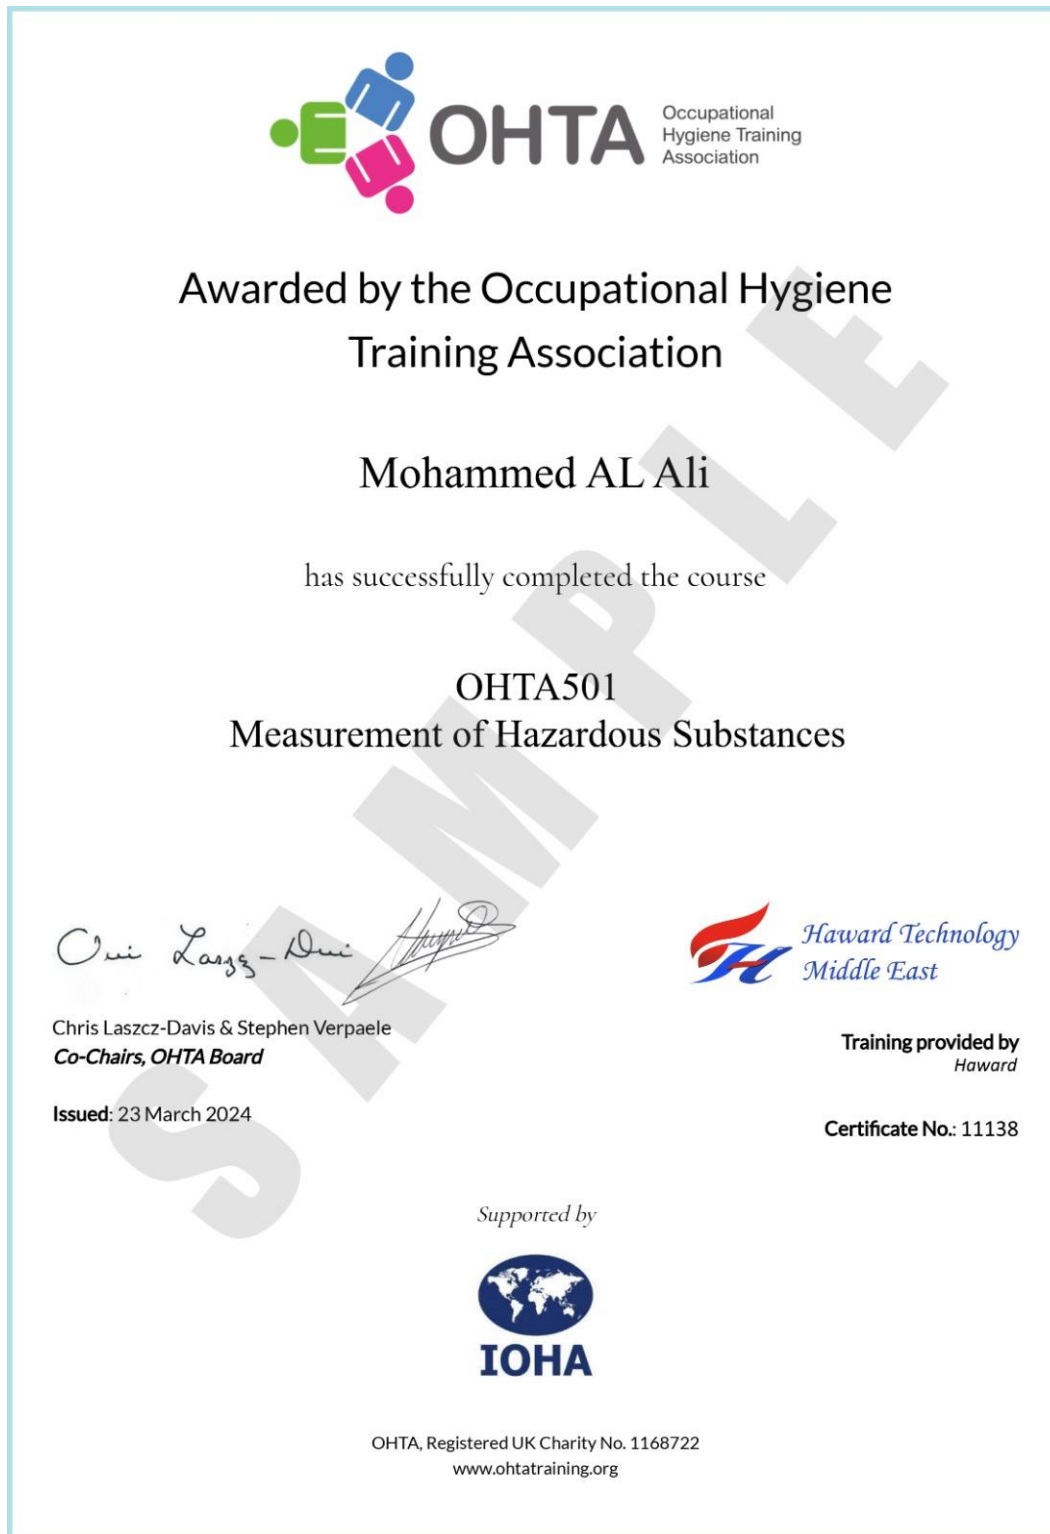 OHTA
Occupational
Hygiene Training
Association
Awarded by the Occupational Hygiene
Training Association
Mohammed AL Ali
has successfully completed the course
OHTA501
Measurement of Hazardous Substances
SAMPLE
Haward Technology
Middle East
Chris Laszcz-Davis & Stephen Verpaele
Co-Chairs, OHTA Board
Training provided by
Haward
Issued: 23 March 2024
Certificate No.: 11138
Supported by
IOHA
OHTA, Registered UK Charity No. 1168722
www.ohtatraining.org